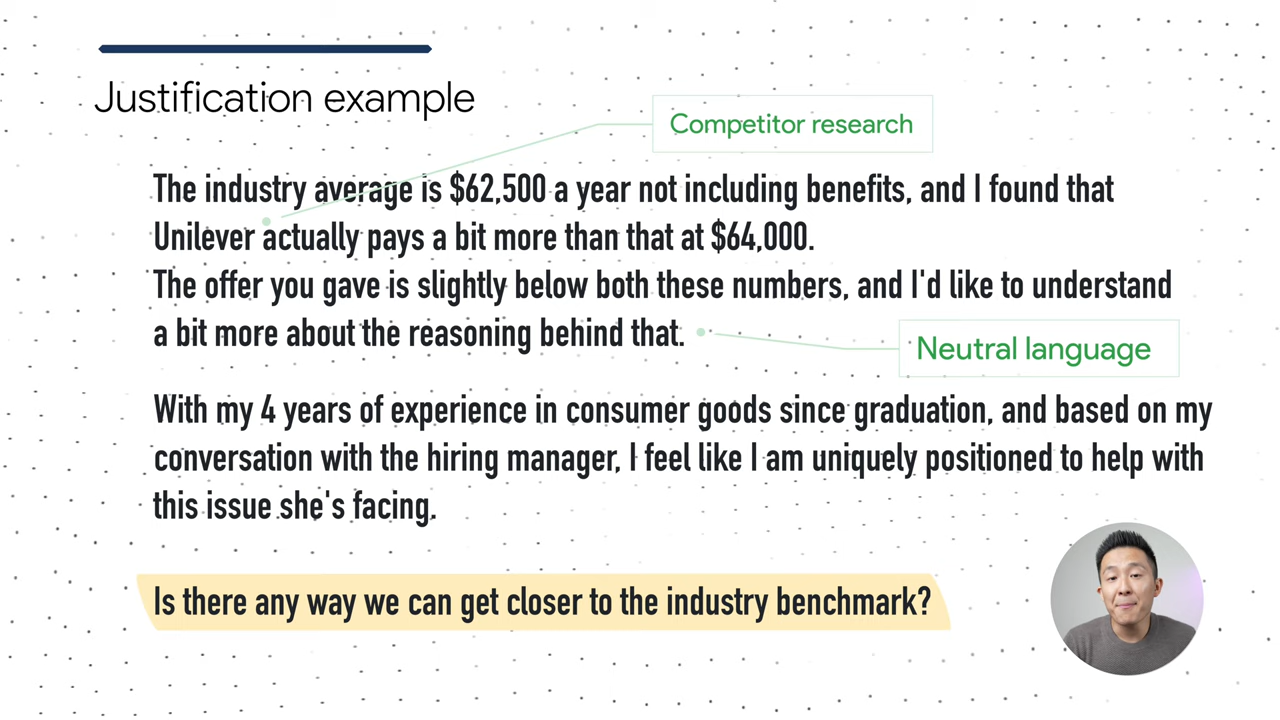 Justification example
Competitor research
The industry average is $62,500 a year not including benefits, and I found that
Unilever actually pays a bit more than that at $64,000.
The offer you gave is slightly below both these numbers, and I'd like to understand
a bit more about the reasoning behind that.
Neutral language
With my 4 years of experience in consumer goods since graduation, and based on my
conversation with the hiring manager, I feel like I am uniquely positioned to help with
this issue she's facing.
Is there any way we can get closer to the industry benchmark?